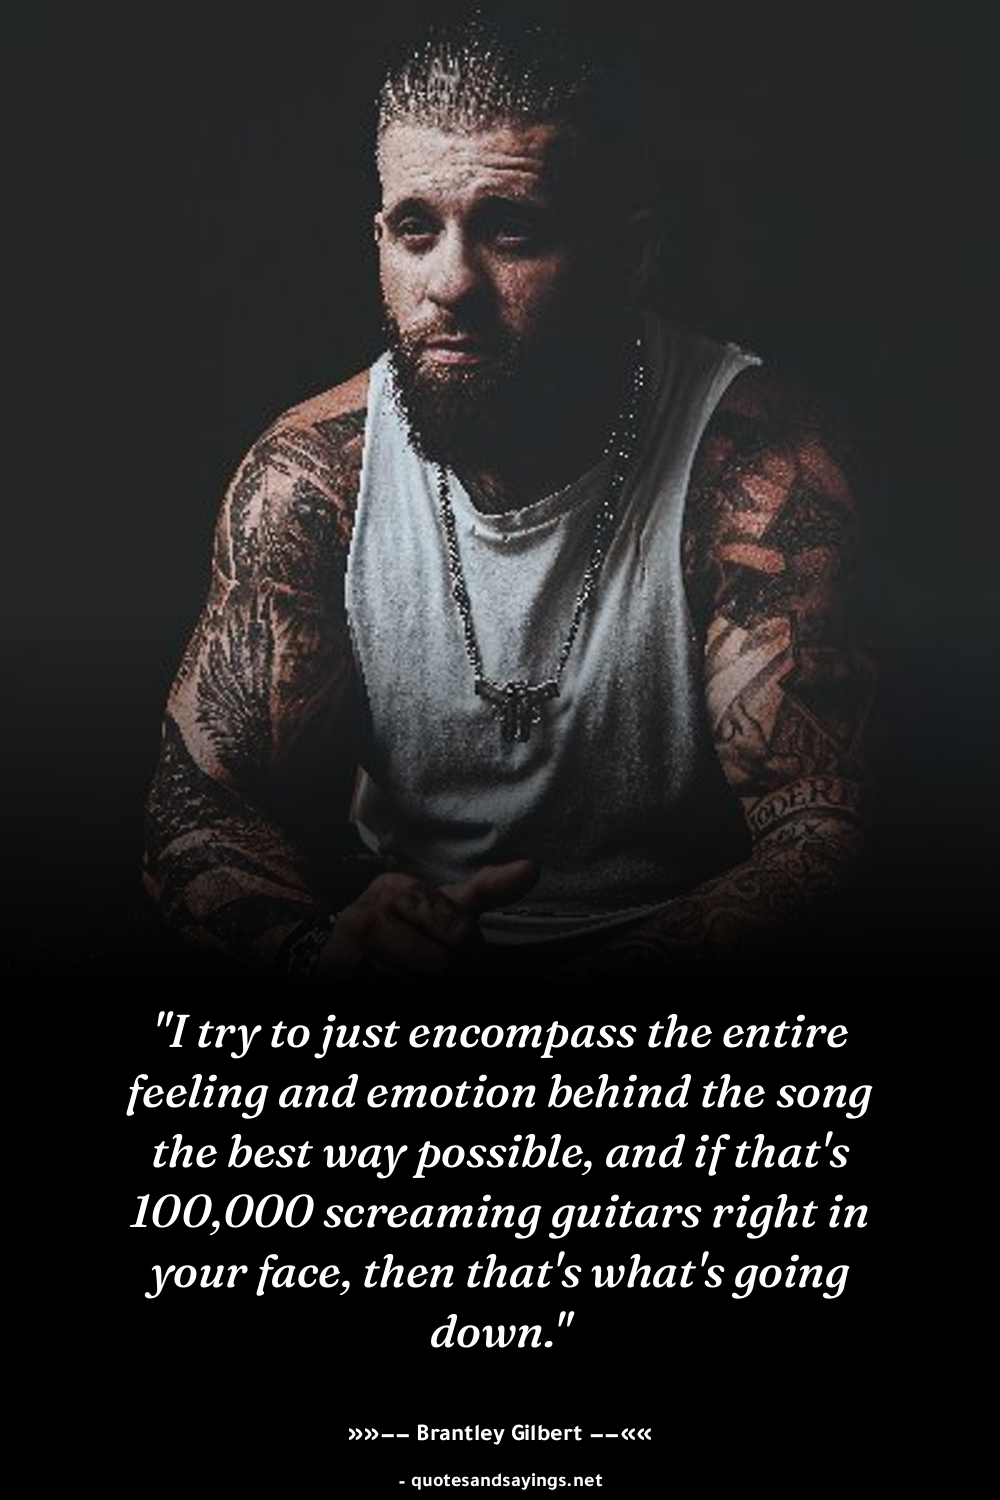 "I try to just encompass the entire
feeling and emotion behind the song
the best way possible, and if that's
100,000 screaming guitars right in
your face, then that's what's going
down."
»»–– Brantley Gilbert ––««
- quotesandsayings.net